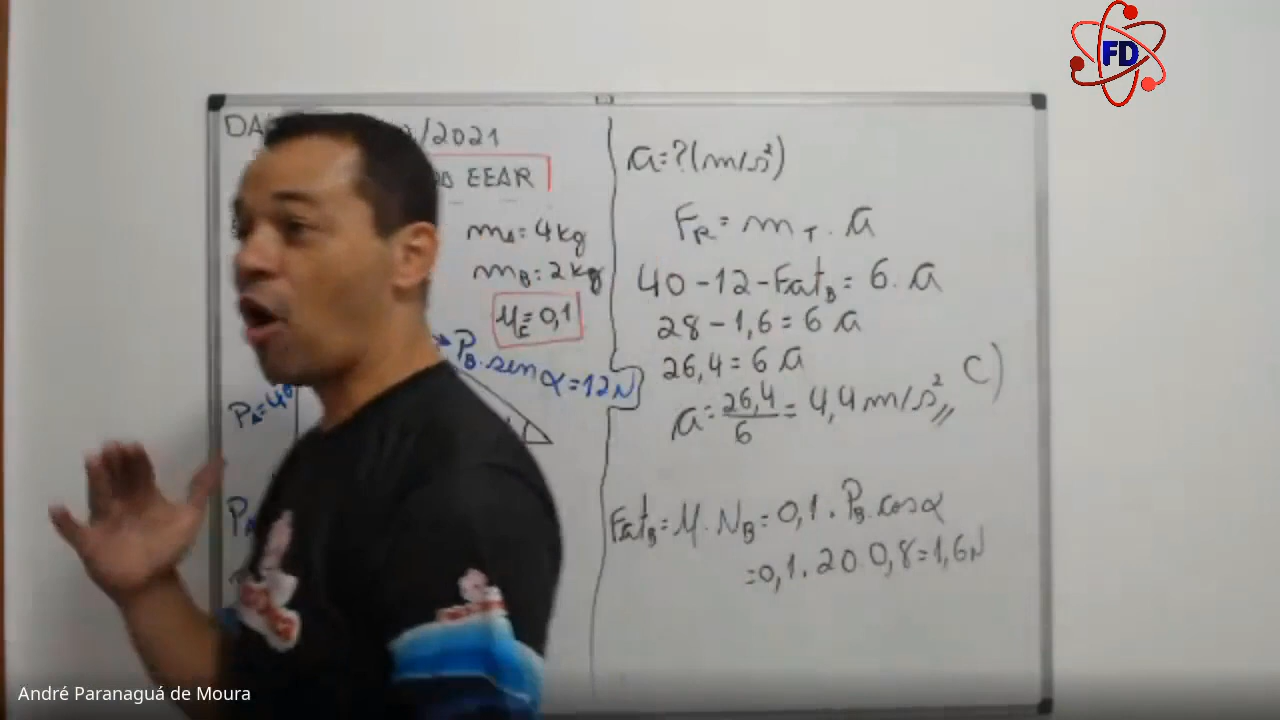 FD
/2021
EEAR
mA = 4kg
mB = 2kg
μE = 0,1
PB.sen α = 12N
PA=40
a = ? (m/s²)
FR = mT . a
40 - 12 - FatB = 6. a
28 - 1,6 = 6 a
26,4 = 6 a
a = 26,4/6 = 4,4 m/s² C)
FatB = μ. NB = 0,1 . PB. cos α
= 0,1. 20 0,8 = 1,6N
André Paranaguá de Moura